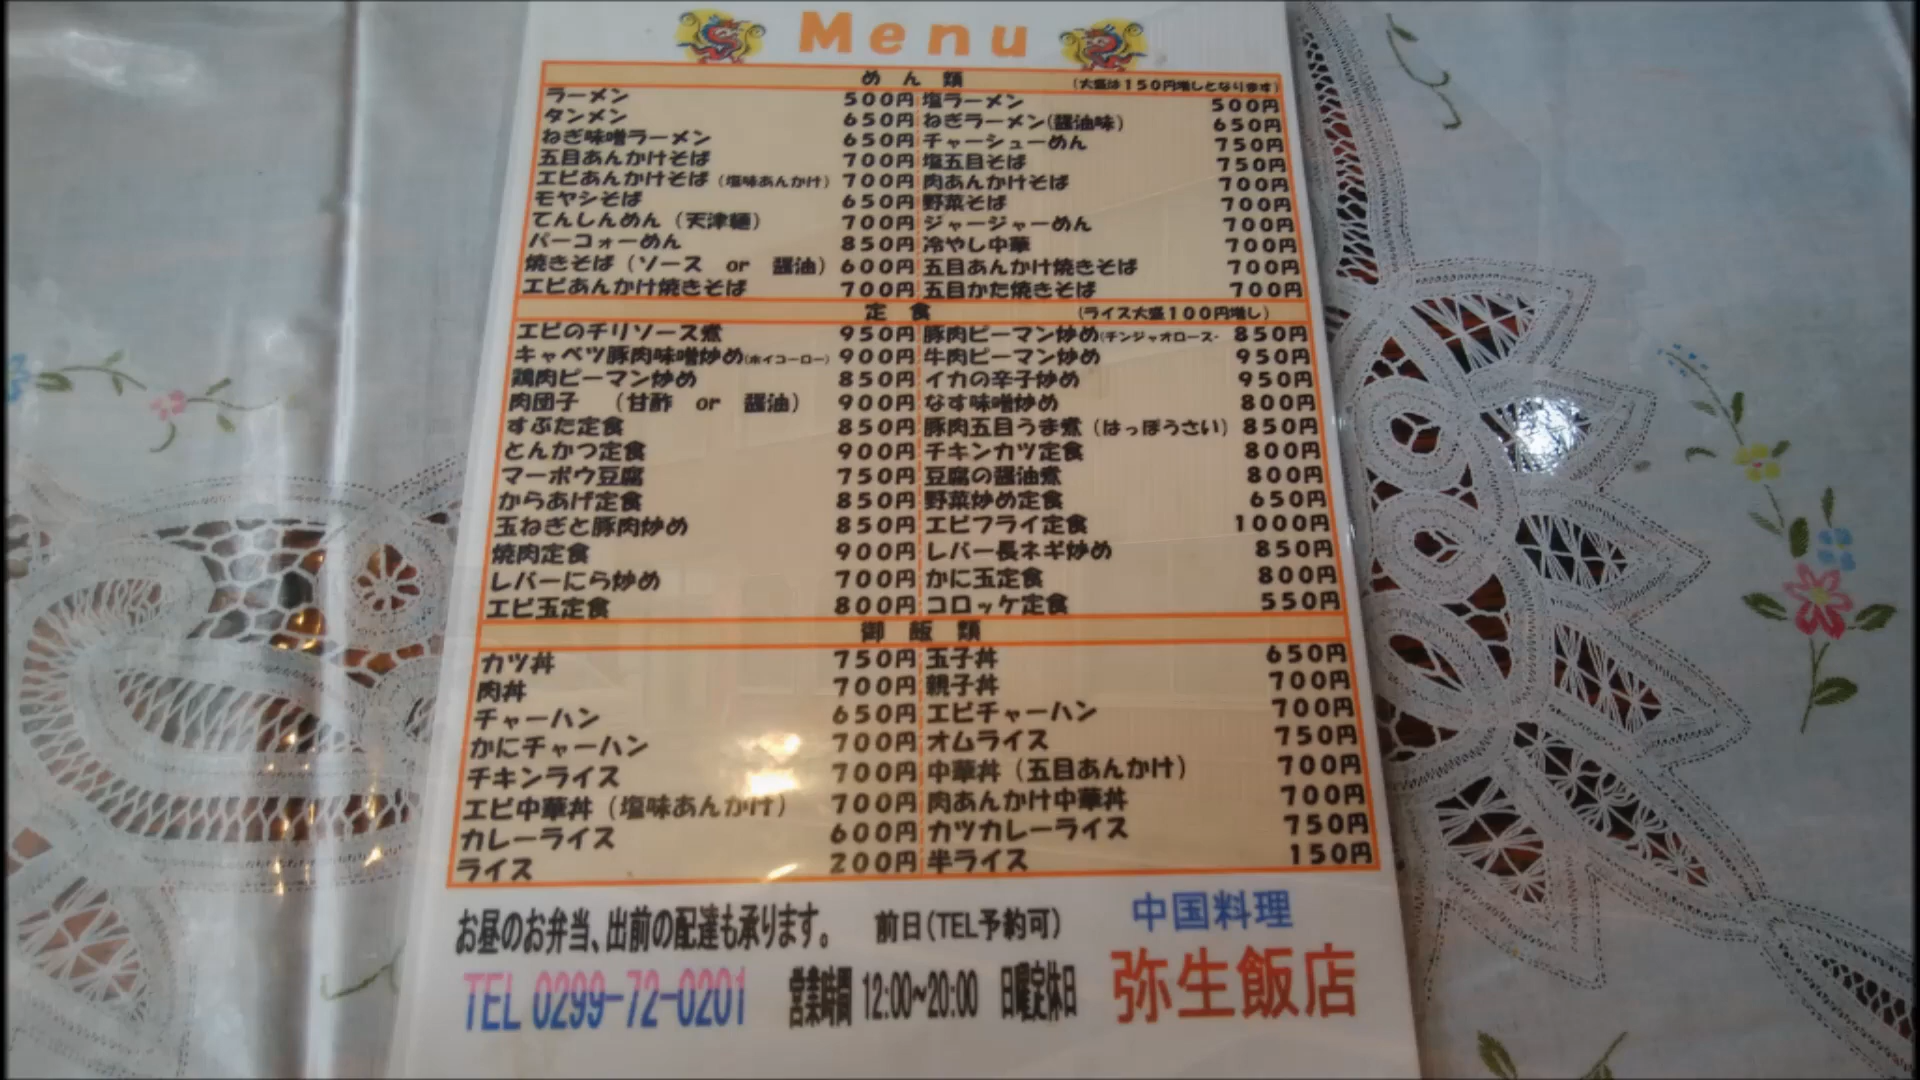 Menu
めん類 (大盛は150円増しとなります)
ラーメン 500円 塩ラーメン 500円
タンメン 650円 ねぎラーメン(醤油味) 650円
ねぎ味噌ラーメン 650円 チャーシューめん 750円
五目あんかけそば 700円 塩五目そば 750円
エビあんかけそば(塩味あんかけ) 700円 肉あんかけそば 700円
モヤシそば 650円 野菜そば 700円
てんしんめん(天津麺) 700円 ジャージャーめん 700円
パーコォーめん 850円 冷やし中華 700円
焼きそば(ソース or 醤油) 600円 五目あんかけ焼きそば 700円
エビあんかけ焼きそば 700円 五目かた焼きそば 700円
定食 (ライス大盛100円増し)
エビのチリソース煮 950円 豚肉ピーマン炒め(チンジャオロース- 850円
キャベツ豚肉味噌炒め(ホイコーロー) 900円 牛肉ピーマン炒め 950円
鶏肉ピーマン炒め 850円 イカの辛子炒め 950円
肉団子 (甘酢 or 醤油) 900円 なす味噌炒め 800円
すぶた定食 850円 豚肉五目うま煮(はっぽうさい) 850円
とんかつ定食 900円 チキンカツ定食 800円
マーボウ豆腐 750円 豆腐の醤油煮 800円
からあげ定食 850円 野菜炒め定食 650円
玉ねぎと豚肉炒め 850円 エビフライ定食 1000円
焼肉定食 900円 レバー長ネギ炒め 850円
レバーにら炒め 700円 かに玉定食 800円
エビ玉定食 800円 コロッケ定食 550円
御飯類
カツ丼 750円 玉子丼 650円
肉丼 700円 親子丼 700円
チャーハン 650円 エビチャーハン 700円
かにチャーハン 700円 オムライス 750円
チキンライス 700円 中華丼(五目あんかけ) 700円
エビ中華丼(塩味あんかけ) 700円 肉あんかけ中華丼 700円
カレーライス 600円 カツカレーライス 750円
ライス 200円 半ライス 150円
お昼のお弁当、出前の配達も承ります。 前日(TEL予約可) 中国料理
TEL 0299-72-0201 営業時間 12:00~20:00 日曜定休日 弥生飯店